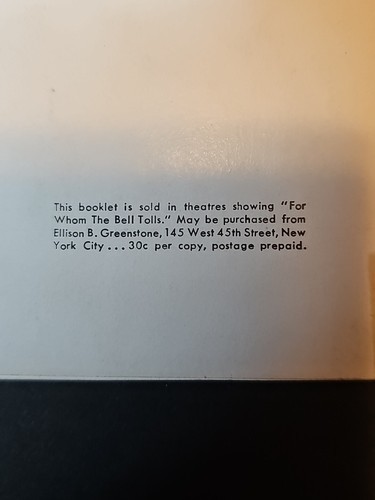 This booklet is sold in theatres showing "For
Whom The Bell Tolls." May be purchased from
Ellison B. Greenstone, 145 West 45th Street, New
York City ... 30c per copy, postage prepaid.